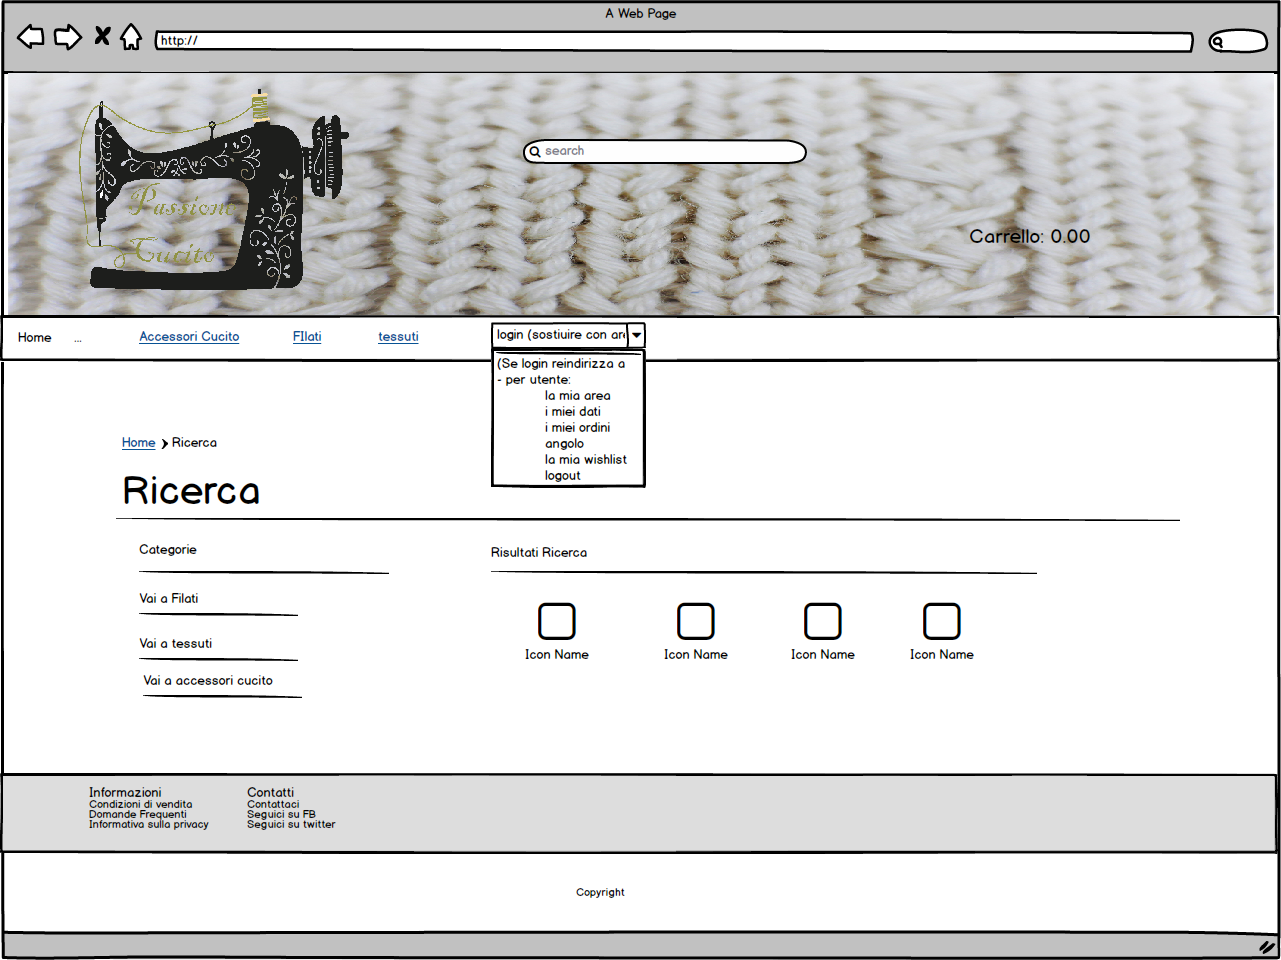 A Web Page
http://
search
Passione
Cucito
Carrello: 0.00
Home ... Accessori Cucito FIlati tessuti login (sostiuire con are
(Se login reindirizza a
- per utente:
la mia area
i miei dati
i miei ordini
angolo
la mia wishlist
logout
Home Ricerca
Ricerca
Categorie
Vai a Filati
Vai a tessuti
Vai a accessori cucito
Risultati Ricerca
Icon Name Icon Name Icon Name Icon Name
Informazioni
Condizioni di vendita
Domande Frequenti
Informativa sulla privacy
Contatti
Contattaci
Seguici su FB
Seguici su twitter
Copyright